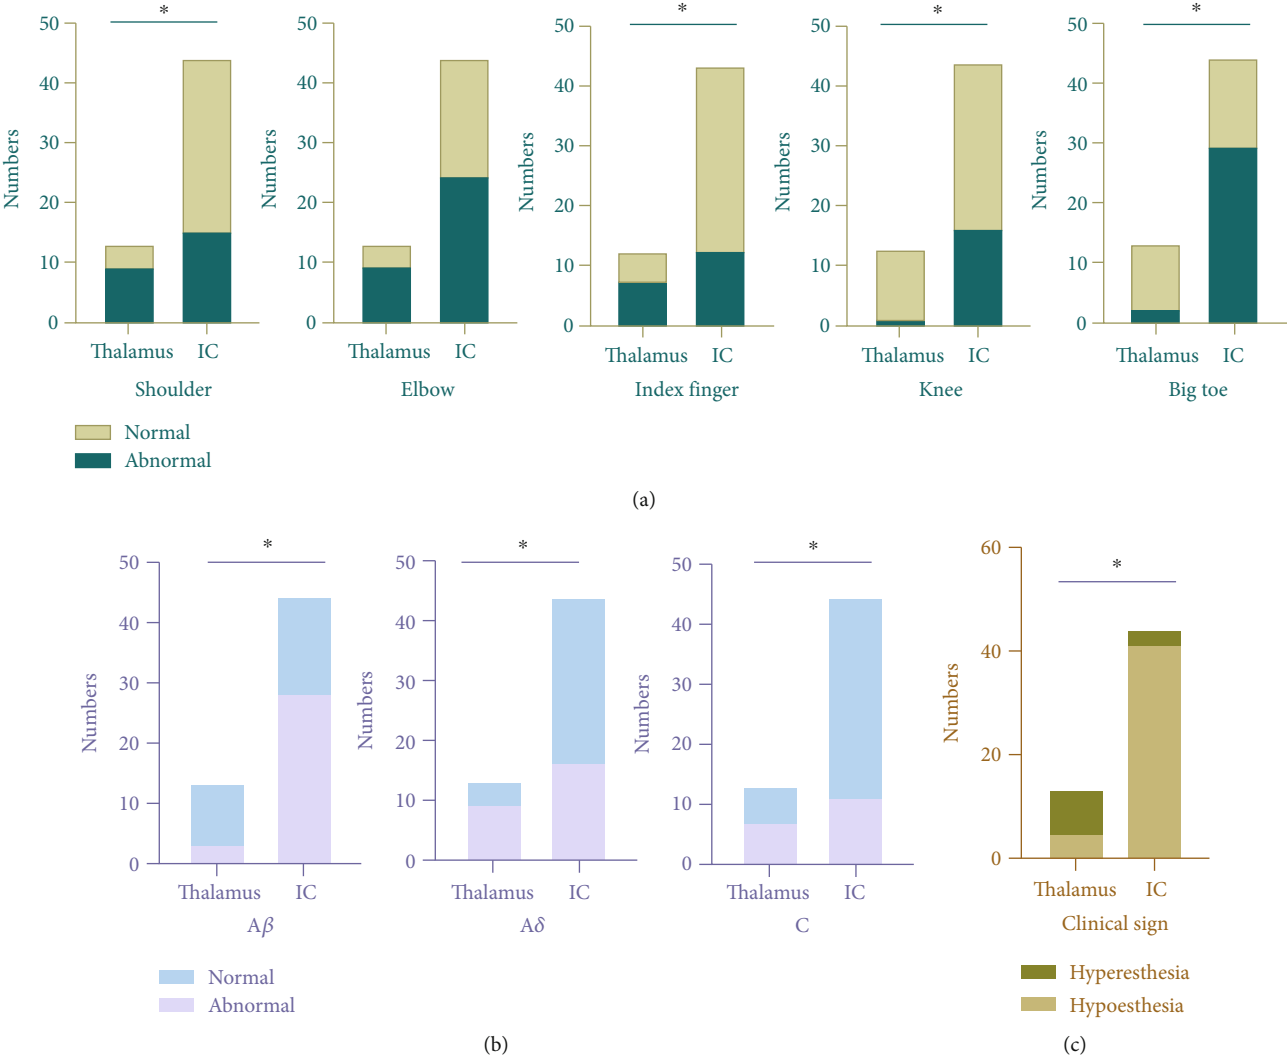 *
50
40
30
20
10
0
Numbers
Thalamus IC
Shoulder
50
40
30
20
10
0
Numbers
Thalamus IC
Elbow
*
50
40
30
20
10
0
Numbers
Thalamus IC
Index finger
*
50
40
30
20
10
0
Numbers
Thalamus IC
Knee
*
50
40
30
20
10
0
Numbers
Thalamus IC
Big toe
Normal
Abnormal
(a)
*
50
40
30
20
10
0
Numbers
Thalamus IC
Aβ
*
50
40
30
20
10
0
Numbers
Thalamus IC
Aδ
*
50
40
30
20
10
0
Numbers
Thalamus IC
C
Normal
Abnormal
(b)
*
60
40
20
0
Numbers
Thalamus IC
Clinical sign
Hyperesthesia
Hypoesthesia
(c)